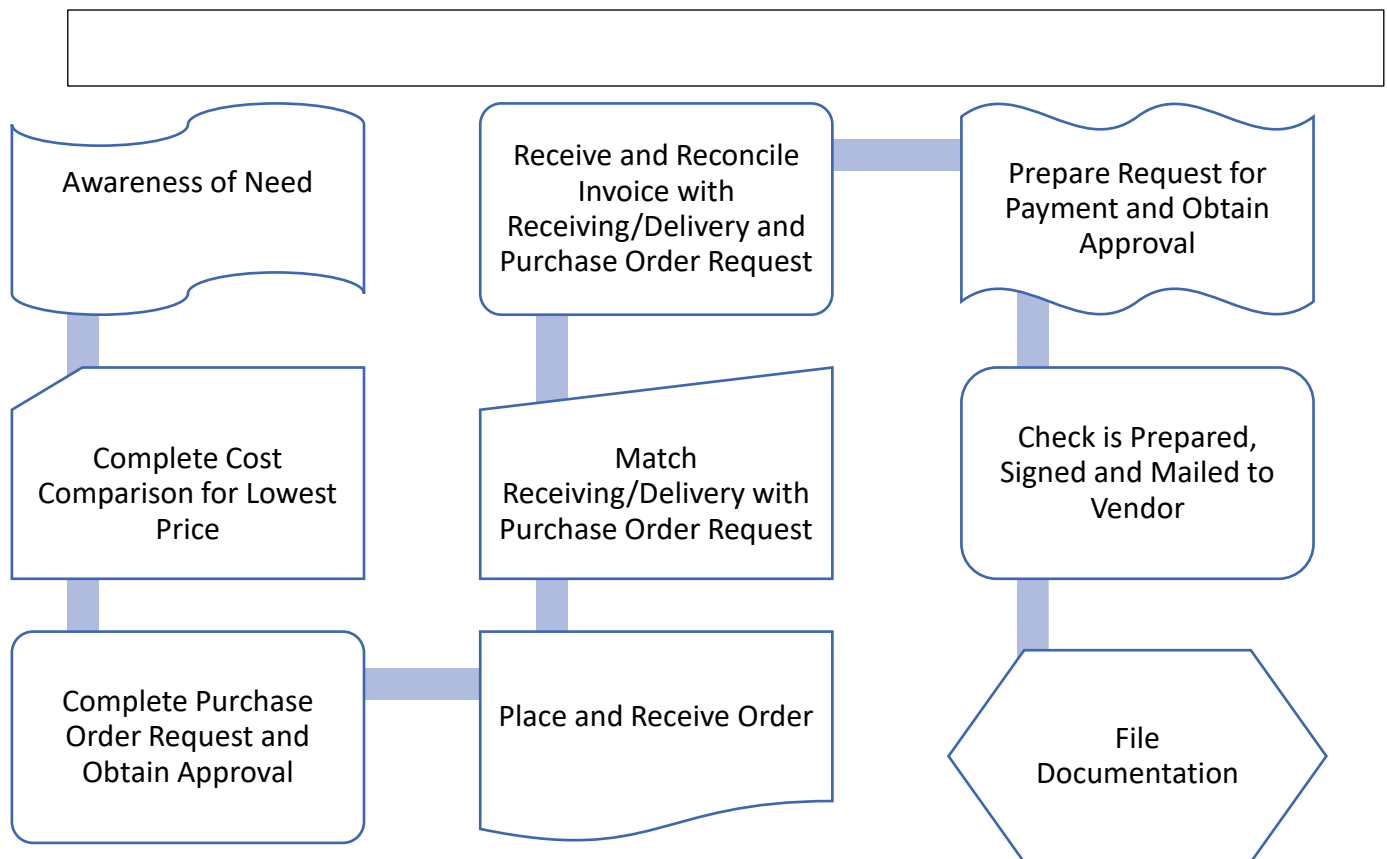 Awareness of Need
Complete Cost
Comparison for Lowest
Price
Complete Purchase
Order Request and
Obtain Approval
Place and Receive Order
Match
Receiving/Delivery with
Purchase Order Request
Receive and Reconcile
Invoice with
Receiving/Delivery and
Purchase Order Request
Prepare Request for
Payment and Obtain
Approval
Check is Prepared,
Signed and Mailed to
Vendor
File
Documentation